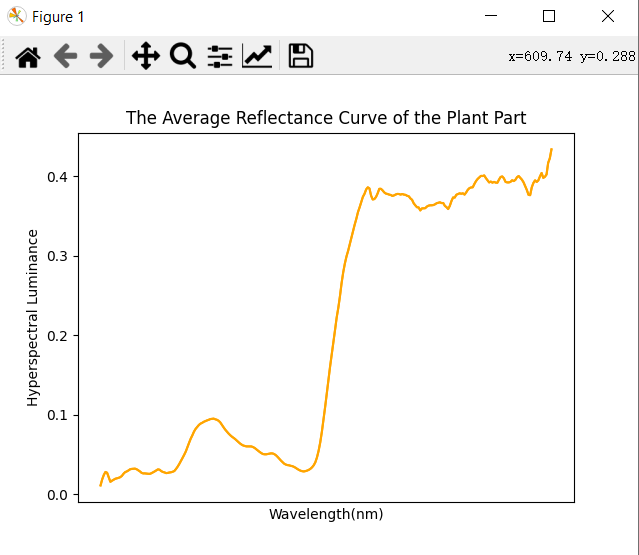 Figure 1
x=609.74 y=0.288
The Average Reflectance Curve of the Plant Part
0.4
0.3
0.2
0.1
0.0
Hyperspectral Luminance
Wavelength(nm)